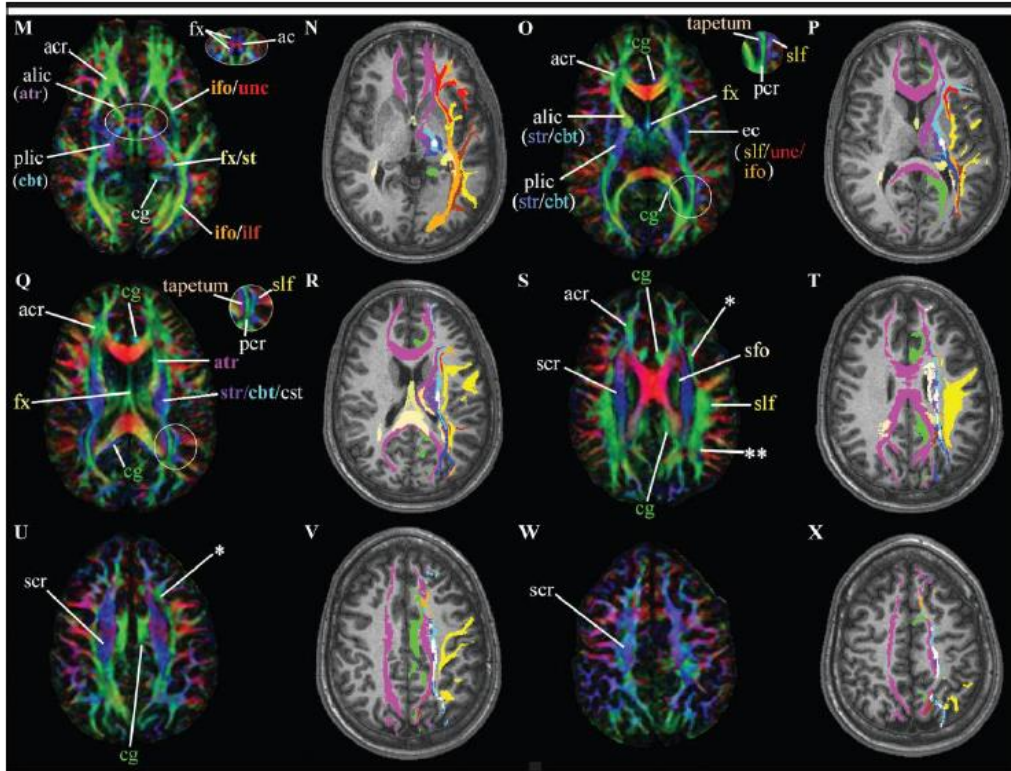 M
fx
ac
acr
alic
(atr)
ifo/unc
plic
(cbt)
fx/st
cg
ifo/ilf
N
O
tapetum
slf
cg
pcr
acr
fx
alic
(str/cbt)
ec
(slf/unc/
ifo)
plic
(str/cbt)
cg
P
Q
cg
tapetum
slf
acr
pcr
atr
fx
str/cbt/cst
cg
R
S
cg
acr
*
sfo
scr
slf
**
cg
T
U
*
scr
cg
V
W
scr
X